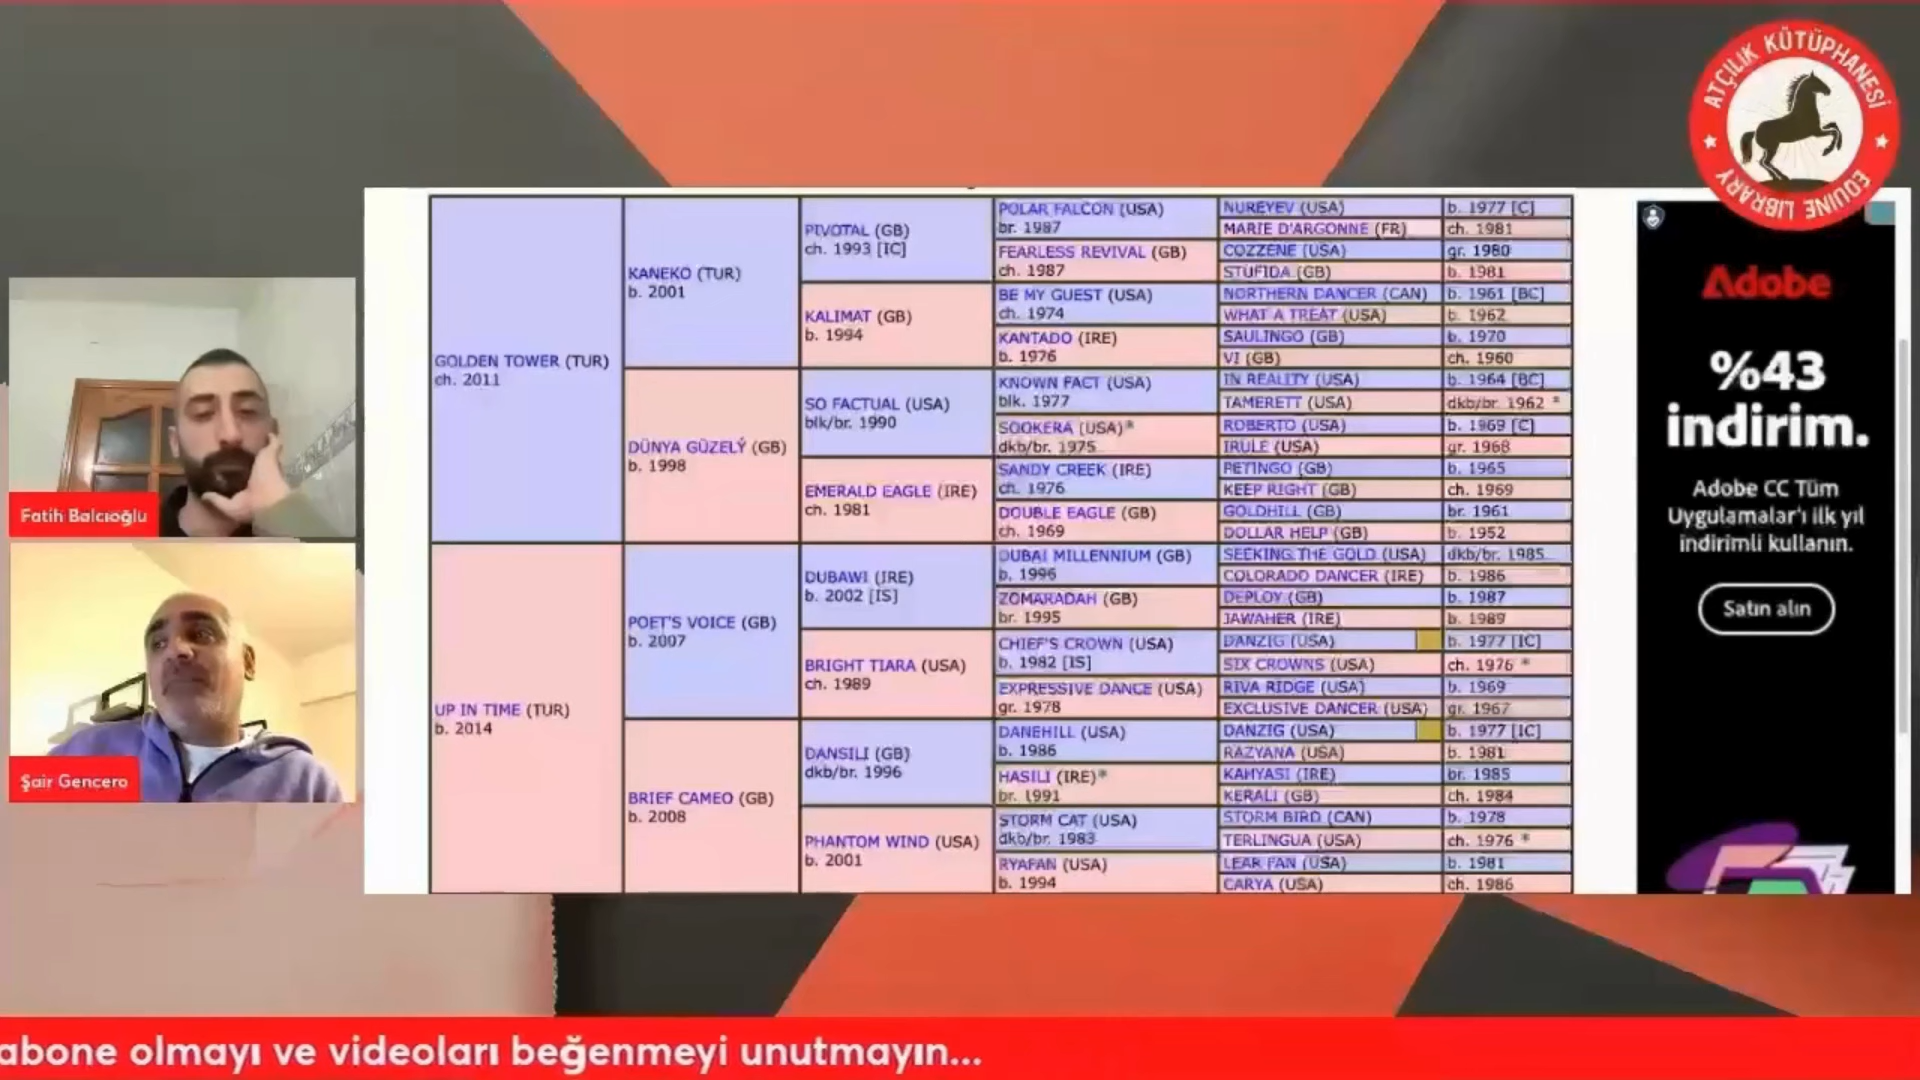 ATÇILIK KÜTÜPHANESİ
EQUINE LIBRARY
Fatih Balcıoğlu
Şair Gencero
GOLDEN TOWER (TUR)
ch. 2011
UP IN TIME (TUR)
b. 2014
KANEKO (TUR)
b. 2001
DÜNYA GÜZELÝ (GB)
b. 1998
POET'S VOICE (GB)
b. 2007
BRIEF CAMEO (GB)
b. 2008
PIVOTAL (GB)
ch. 1993 [IC]
KALIMAT (GB)
b. 1994
SO FACTUAL (USA)
blk/br. 1990
EMERALD EAGLE (IRE)
ch. 1981
DUBAWI (IRE)
b. 2002 [IS]
BRIGHT TIARA (USA)
ch. 1989
DANSILI (GB)
dkb/br. 1996
PHANTOM WIND (USA)
b. 2001
POLAR FALCON (USA)
br. 1987
FEARLESS REVIVAL (GB)
ch. 1987
BE MY GUEST (USA)
ch. 1974
KANTADO (IRE)
b. 1976
KNOWN FACT (USA)
blk. 1977
SOOKERA (USA)*
dkb/br. 1975
SANDY CREEK (IRE)
ch. 1976
DOUBLE EAGLE (GB)
ch. 1969
DUBAI MILLENNIUM (GB)
b. 1996
ZOMARADAH (GB)
br. 1995
CHIEF'S CROWN (USA)
b. 1982 [IS]
EXPRESSIVE DANCE (USA)
gr. 1978
DANEHILL (USA)
b. 1986
HASILI (IRE)*
br. 1991
STORM CAT (USA)
dkb/br. 1983
RYAFAN (USA)
b. 1994
NUREYEV (USA) b. 1977 [C]
MARIE D'ARGONNE (FR) ch. 1981
COZZENE (USA) gr. 1980
STUFIDA (GB) b. 1981
NORTHERN DANCER (CAN) b. 1961 [BC]
WHAT A TREAT (USA) b. 1962
SAULINGO (GB) b. 1970
VI (GB) ch. 1960
IN REALITY (USA) b. 1964 [BC]
TAMERETT (USA) dkb/br. 1962 *
ROBERTO (USA) b. 1969 [C]
IRULE (USA) gr. 1968
PETINGO (GB) b. 1965
KEEP RIGHT (GB) ch. 1969
GOLDHILL (GB) br. 1961
DOLLAR HELP (GB) b. 1952
SEEKING THE GOLD (USA) dkb/br. 1985
COLORADO DANCER (IRE) b. 1986
DEPLOY (GB) b. 1987
JAWAHER (IRE) b. 1989
DANZIG (USA) b. 1977 [IC]
SIX CROWNS (USA) ch. 1976 *
RIVA RIDGE (USA) b. 1969
EXCLUSIVE DANCER (USA) gr. 1967
DANZIG (USA) b. 1977 [IC]
RAZYANA (USA) b. 1981
KAHYASI (IRE) br. 1985
KERALI (GB) ch. 1984
STORM BIRD (CAN) b. 1978
TERLINGUA (USA) ch. 1976 *
LEAR FAN (USA) b. 1981
CARYA (USA) ch. 1986
Adobe
%43
indirim.
Adobe CC Tüm
Uygulamalar'ı ilk yıl
indirimli kullanın.
Satın alın
abone olmayı ve videoları beğenmeyi unutmayın...